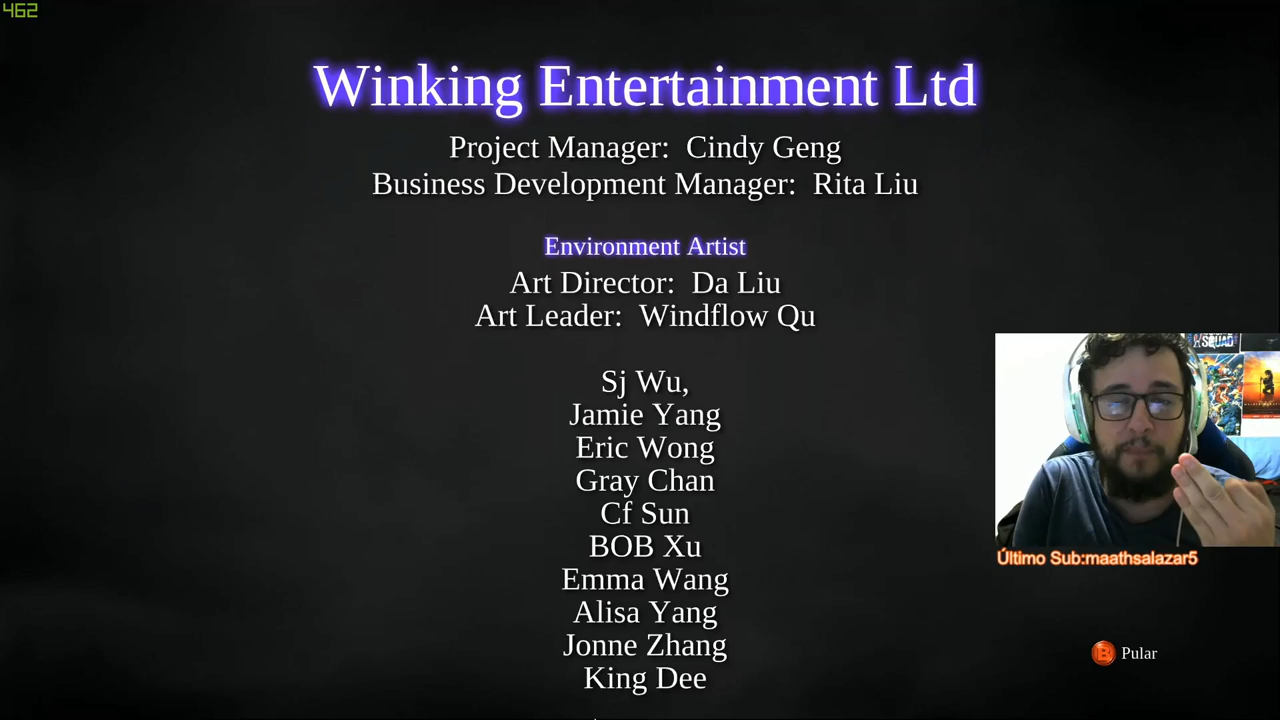 462
Winking Entertainment Ltd
Project Manager: Cindy Geng
Business Development Manager: Rita Liu
Environment Artist
Art Director: Da Liu
Art Leader: Windflow Qu
Sj Wu,
Jamie Yang
Eric Wong
Gray Chan
Cf Sun
BOB Xu
Emma Wang
Alisa Yang
Jonne Zhang
King Dee
SQUAD
Último Sub:maathsalazar5
B Pular